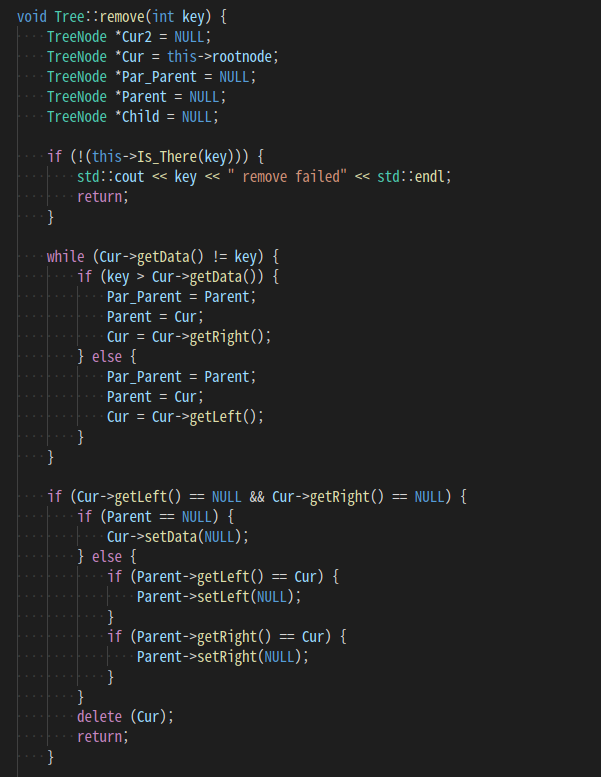 void Tree::remove(int key) {
    TreeNode *Cur2 = NULL;
    TreeNode *Cur = this->rootnode;
    TreeNode *Par_Parent = NULL;
    TreeNode *Parent = NULL;
    TreeNode *Child = NULL;

    if (!(this->Is_There(key))) {
        std::cout << key << " remove failed" << std::endl;
        return;
    }

    while (Cur->getData() != key) {
        if (key > Cur->getData()) {
            Par_Parent = Parent;
            Parent = Cur;
            Cur = Cur->getRight();
        } else {
            Par_Parent = Parent;
            Parent = Cur;
            Cur = Cur->getLeft();
        }
    }

    if (Cur->getLeft() == NULL && Cur->getRight() == NULL) {
        if (Parent == NULL) {
            Cur->setData(NULL);
        } else {
            if (Parent->getLeft() == Cur) {
                Parent->setLeft(NULL);
            }
            if (Parent->getRight() == Cur) {
                Parent->setRight(NULL);
            }
        }
        delete (Cur);
        return;
    }